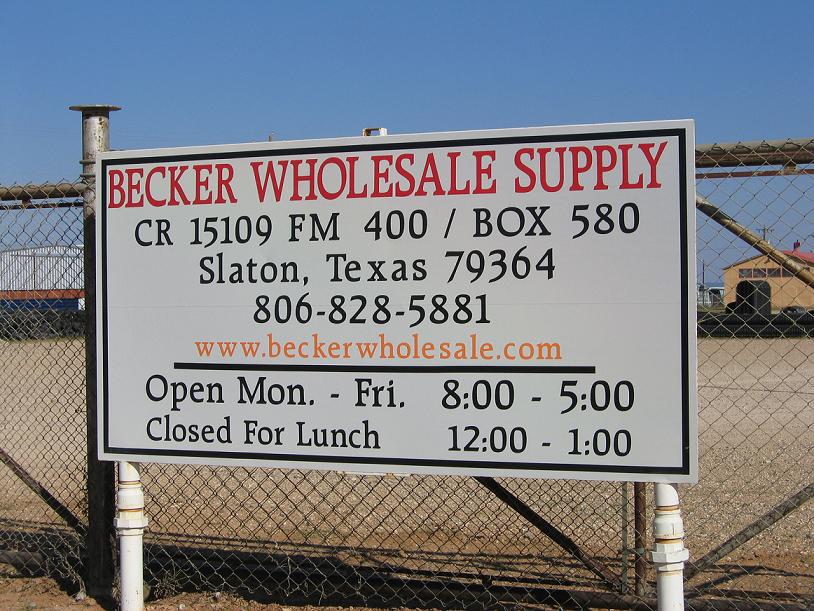 BECKER WHOLESALE SUPPLY
CR 15109 FM 400 / BOX 580
Slaton, Texas 79364
806-828-5881
www.beckerwholesale.com
Open Mon. - Fri. 8:00 - 5:00
Closed For Lunch 12:00 - 1:00